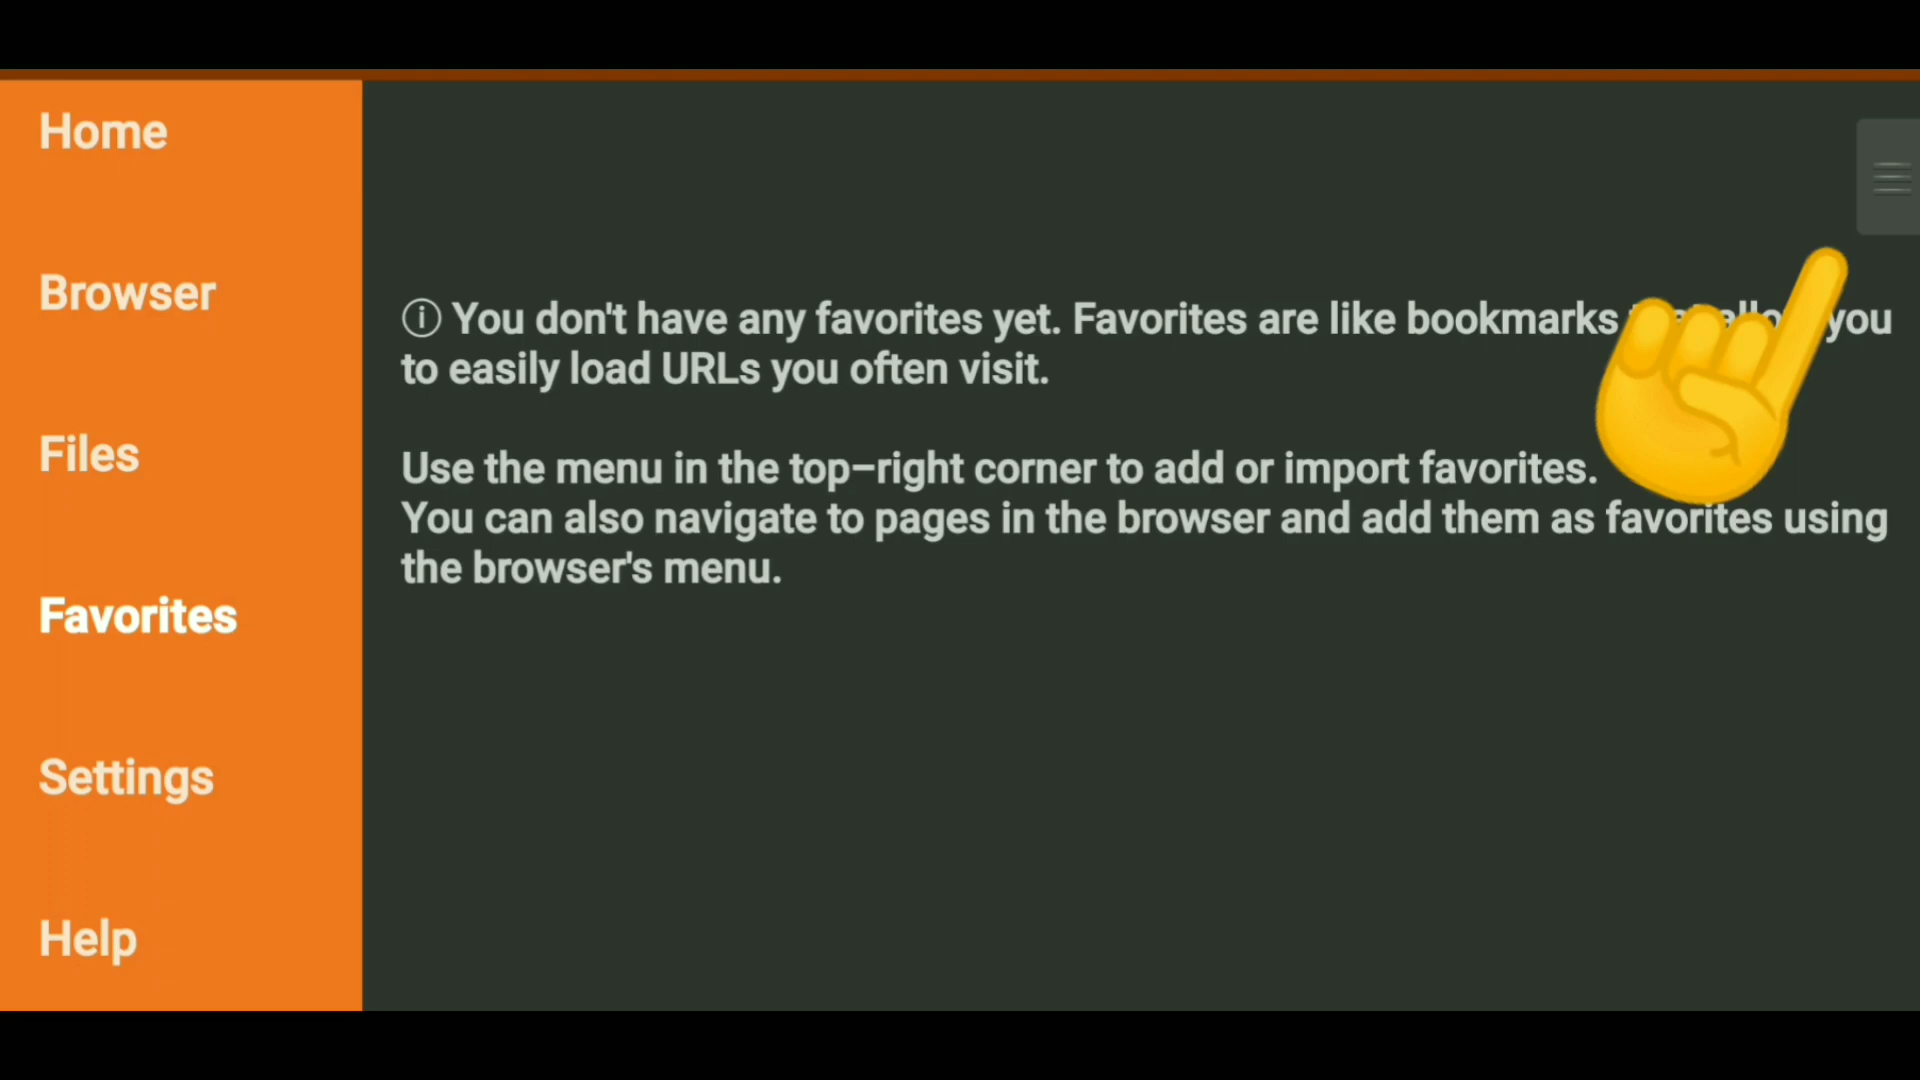 Home
Browser
Files
Favorites
Settings
Help
ⓘ You don't have any favorites yet. Favorites are like bookmarks you
to easily load URLs you often visit.
Use the menu in the top-right corner to add or import favorites.
You can also navigate to pages in the browser and add them as favorites using
the browser's menu.